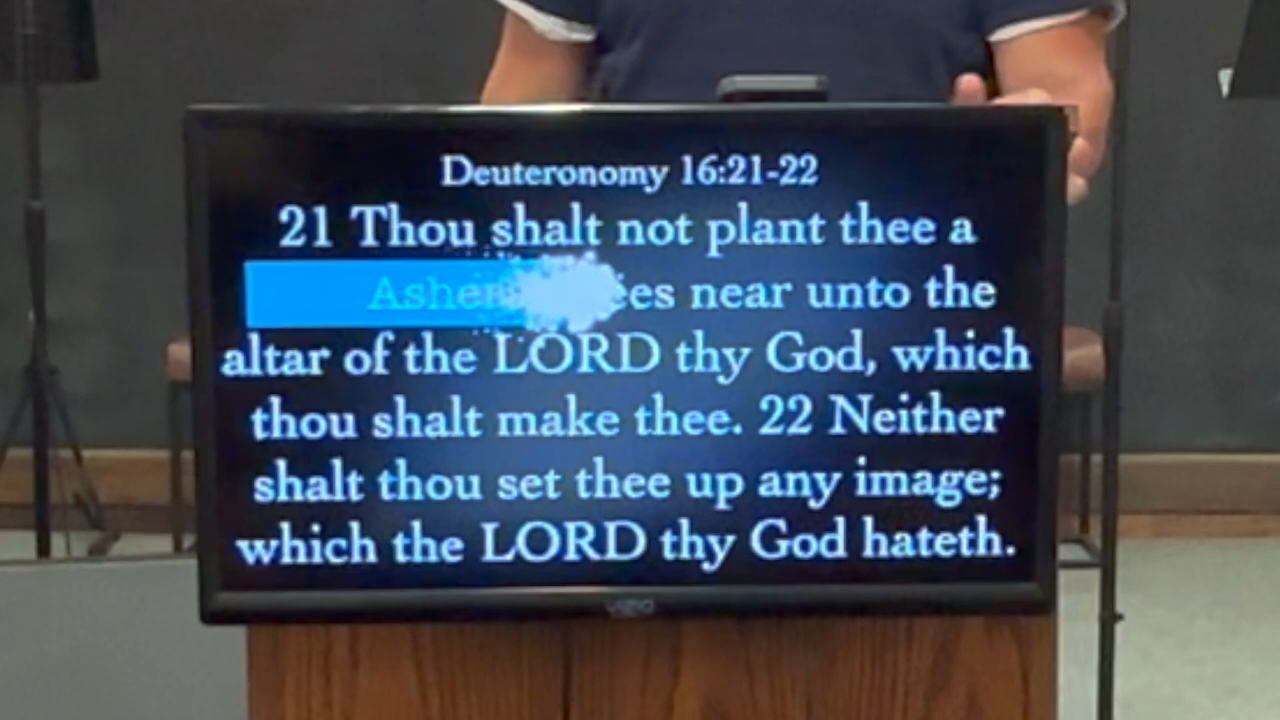 Deuteronomy 16:21-22
21 Thou shalt not plant thee a
near unto the
altar of the LORD thy God, which
thou shalt make thee. 22 Neither
shalt thou set thee up any image;
which the LORD thy God hateth.
VIZIO